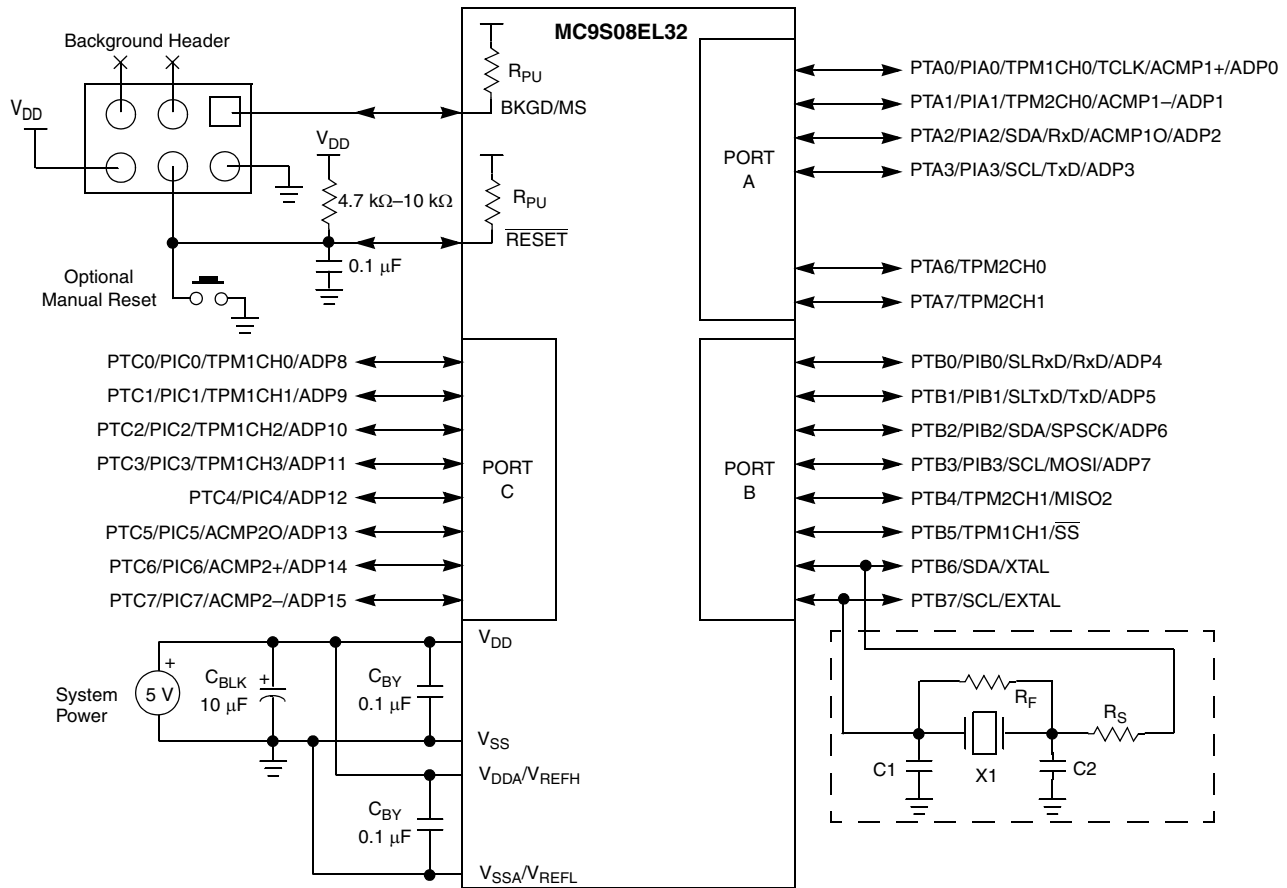 MC9S08EL32
Background Header
V_DD
R_PU
BKGD/MS
V_DD
4.7 kΩ–10 kΩ
R_PU
RESET
0.1 μF
Optional
Manual Reset
PORT
A
PTA0/PIA0/TPM1CH0/TCLK/ACMP1+/ADP0
PTA1/PIA1/TPM2CH0/ACMP1–/ADP1
PTA2/PIA2/SDA/RxD/ACMP1O/ADP2
PTA3/PIA3/SCL/TxD/ADP3
PTA6/TPM2CH0
PTA7/TPM2CH1
PTC0/PIC0/TPM1CH0/ADP8
PTC1/PIC1/TPM1CH1/ADP9
PTC2/PIC2/TPM1CH2/ADP10
PTC3/PIC3/TPM1CH3/ADP11
PTC4/PIC4/ADP12
PTC5/PIC5/ACMP2O/ADP13
PTC6/PIC6/ACMP2+/ADP14
PTC7/PIC7/ACMP2–/ADP15
PORT
C
PORT
B
PTB0/PIB0/SLRxD/RxD/ADP4
PTB1/PIB1/SLTxD/TxD/ADP5
PTB2/PIB2/SDA/SPSCK/ADP6
PTB3/PIB3/SCL/MOSI/ADP7
PTB4/TPM2CH1/MISO2
PTB5/TPM1CH1/SS
PTB6/SDA/XTAL
PTB7/SCL/EXTAL
V_DD
System
Power
+
5 V
C_BLK +
10 μF
C_BY
0.1 μF
V_SS
V_DDA/V_REFH
C_BY
0.1 μF
V_SSA/V_REFL
R_F
R_S
C1
X1
C2